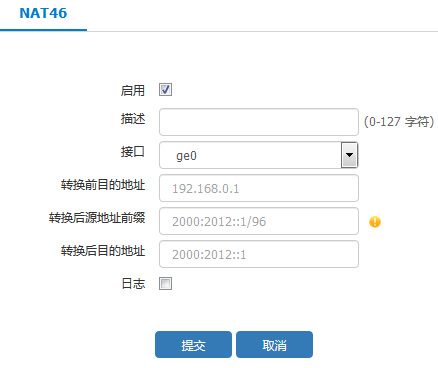 NAT46
启用
描述 (0-127 字符)
接口 ge0
转换前目的地址 192.168.0.1
转换后源地址前缀 2000:2012::1/96
转换后目的地址 2000:2012::1
日志
提交 取消